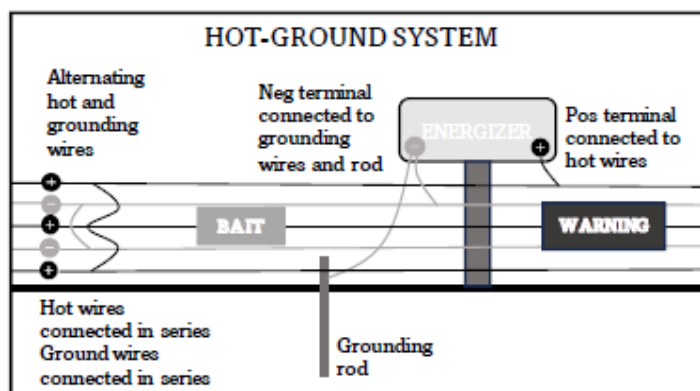 HOT-GROUND SYSTEM
Alternating
hot and
grounding
wires
Neg terminal
connected to
grounding
wires and rod
ENERGIZER
Pos terminal
connected to
hot wires
BAIT
WARNING
Hot wires
connected in series
Ground wires
connected in series
Grounding
rod